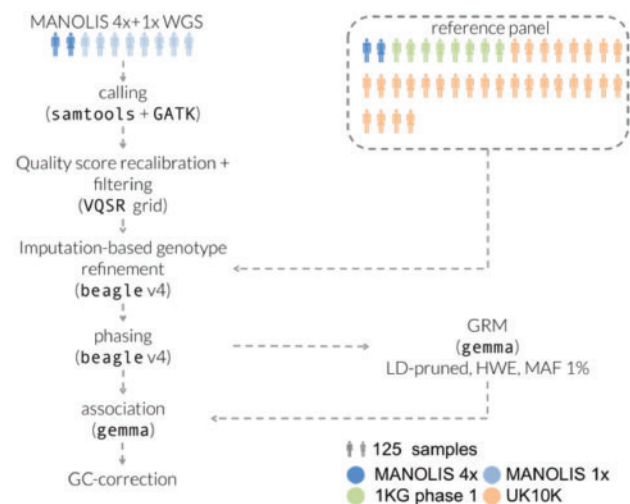 MANOLIS 4x+1x WGS
calling
(samtools + GATK)
Quality score recalibration +
filtering
(VQSR grid)
Imputation-based genotype
refinement
(beagle v4)
phasing
(beagle v4)
association
(gemma)
GC-correction
reference panel
GRM
(gemma)
LD-pruned, HWE, MAF 1%
125 samples
MANOLIS 4x MANOLIS 1x
1KG phase 1 UK10K